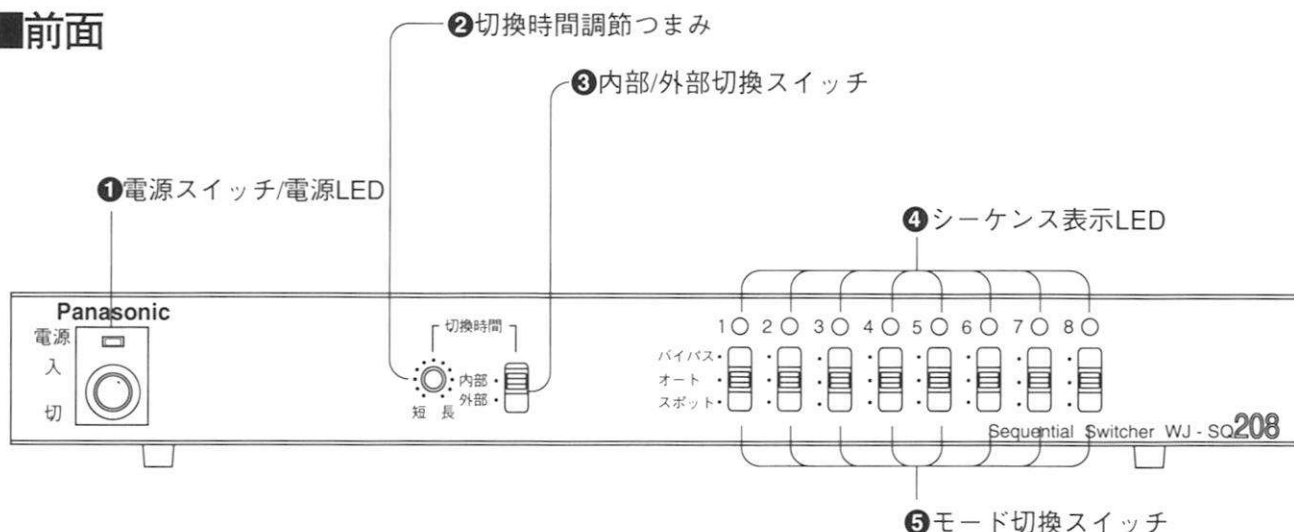 ■前面
❷切換時間調節つまみ
❸内部/外部切換スイッチ
❶電源スイッチ/電源LED
❹シーケンス表示LED
Panasonic
電源
入
切
切換時間
内部
外部
短 長
1 2 3 4 5 6 7 8
バイパス
オート
スポット
Sequential Switcher WJ-SQ208
❺モード切換スイッチ